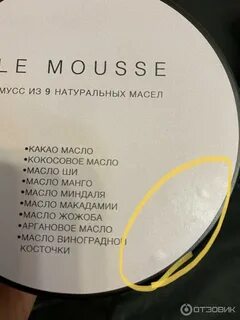 LE MOUSSE
МУСС ИЗ 9 НАТУРАЛЬНЫХ МАСЕЛ
•КАКАО МАСЛО
•КОКОСОВОЕ МАСЛО
•МАСЛО ШИ
•МАСЛО МАНГО
•МАСЛО МИНДАЛЯ
•МАСЛО МАКАДАМИИ
•МАСЛО ЖОЖОБА
•АРГАНОВОЕ МАСЛО
•МАСЛО ВИНОГРАДНОЙ
КОСТОЧКИ
ОТЗОВИК